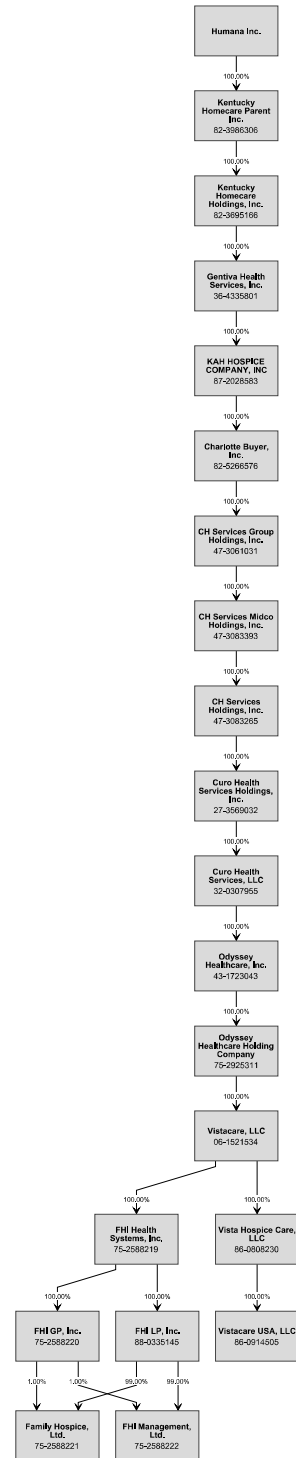 Humana Inc.
100.00%
Kentucky
Homecare Parent
Inc.
82-3986306
100.00%
Kentucky
Homecare
Holdings, Inc.
82-3695166
100.00%
Gentiva Health
Services, Inc.
36-4335801
100.00%
KAH HOSPICE
COMPANY, INC
87-2028583
100.00%
Charlotte Buyer,
Inc.
82-5266576
100.00%
CH Services Group
Holdings, Inc.
47-3061031
100.00%
CH Services Midco
Holdings, Inc.
47-3083393
100.00%
CH Services
Holdings, Inc.
47-3083265
100.00%
Curo Health
Services Holdings,
Inc.
27-3569032
100.00%
Curo Health
Services, LLC
32-0307955
100.00%
Odyssey
Healthcare, Inc.
43-1723043
100.00%
Odyssey
Healthcare Holding
Company
75-2925311
100.00%
Vistacare, LLC
06-1521534
100.00% 100.00%
FHI Health
Systems, Inc.
75-2588219
Vista Hospice Care,
LLC
86-0808230
100.00% 100.00% 100.00%
FHI GP, Inc.
75-2588220
FHI LP, Inc.
88-0335145
Vistacare USA, LLC
86-0914505
1.00% 1.00% 99.00% 99.00%
Family Hospice,
Ltd.
75-2588221
FHI Management,
Ltd.
75-2588222